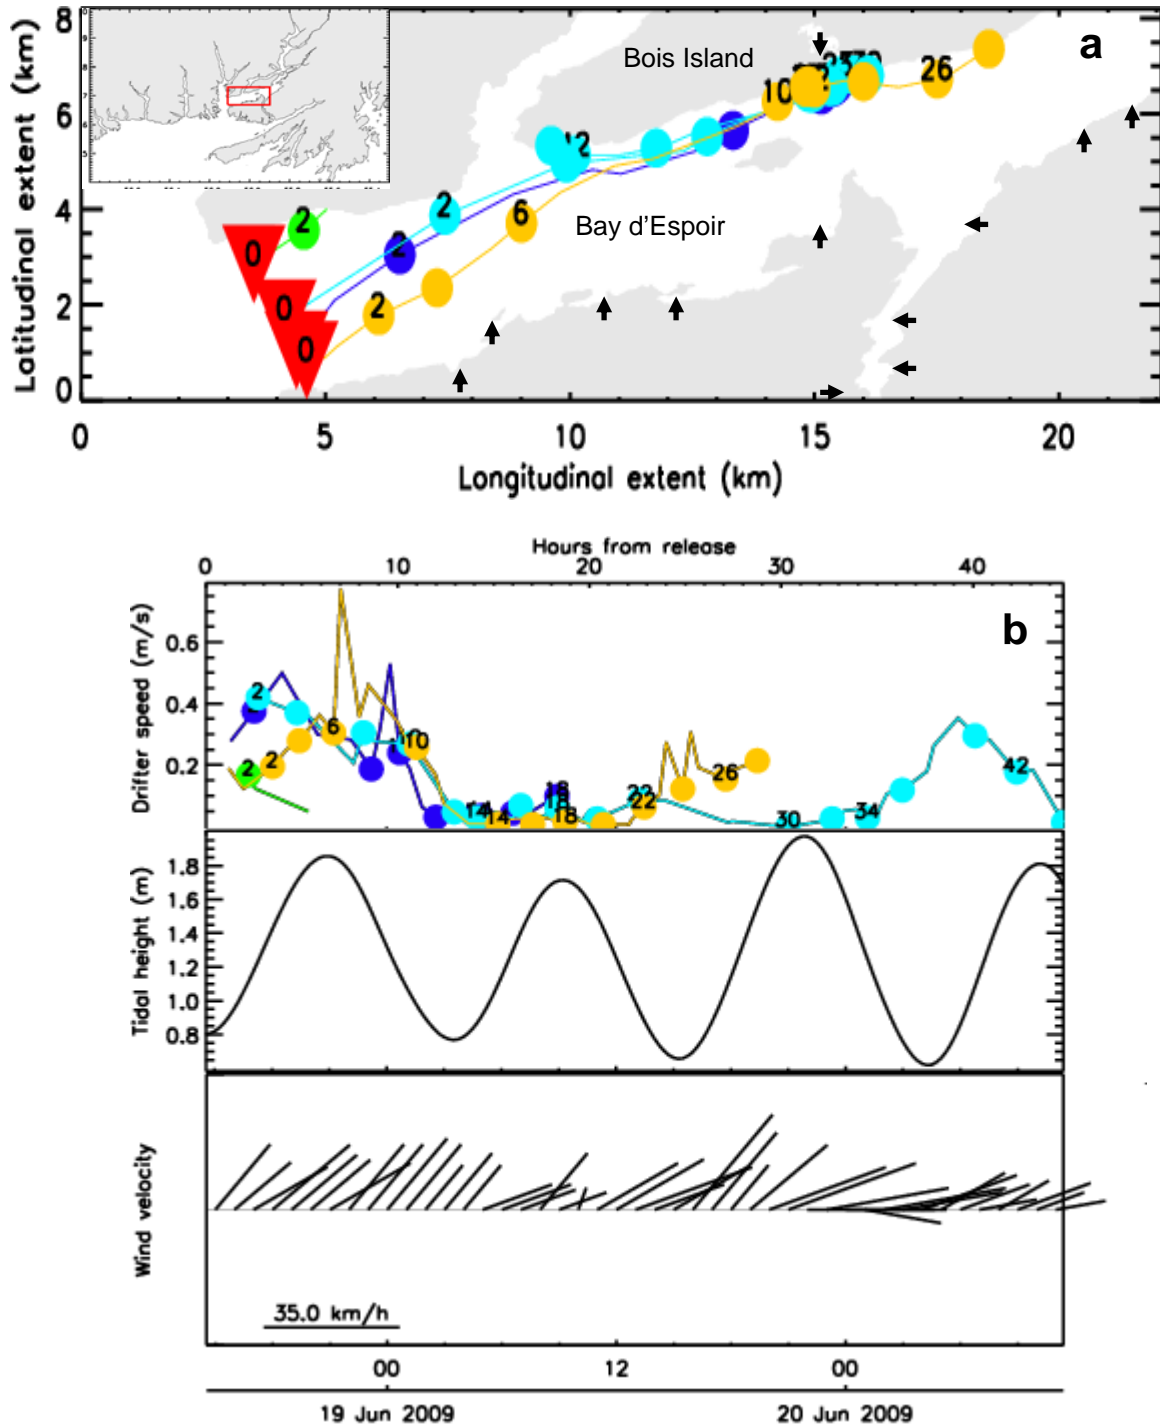 Latitudinal extent (km)
8
6
4
2
0
a
Bois Island
Bay d'Espoir
0
0
0
2
2
2
2
6
10
12
26
0 5 10 15 20
Longitudinal extent (km)
Hours from release
0 10 20 30 40
b
Drifter speed (m/s)
0.6
0.4
0.2
2
2
2
6
10
14
14
18
18
22
22
26
30
34
42
Tidal height (m)
1.8
1.6
1.4
1.2
1.0
0.8
Wind velocity
35.0 km/h
00 12 00
19 Jun 2009 20 Jun 2009